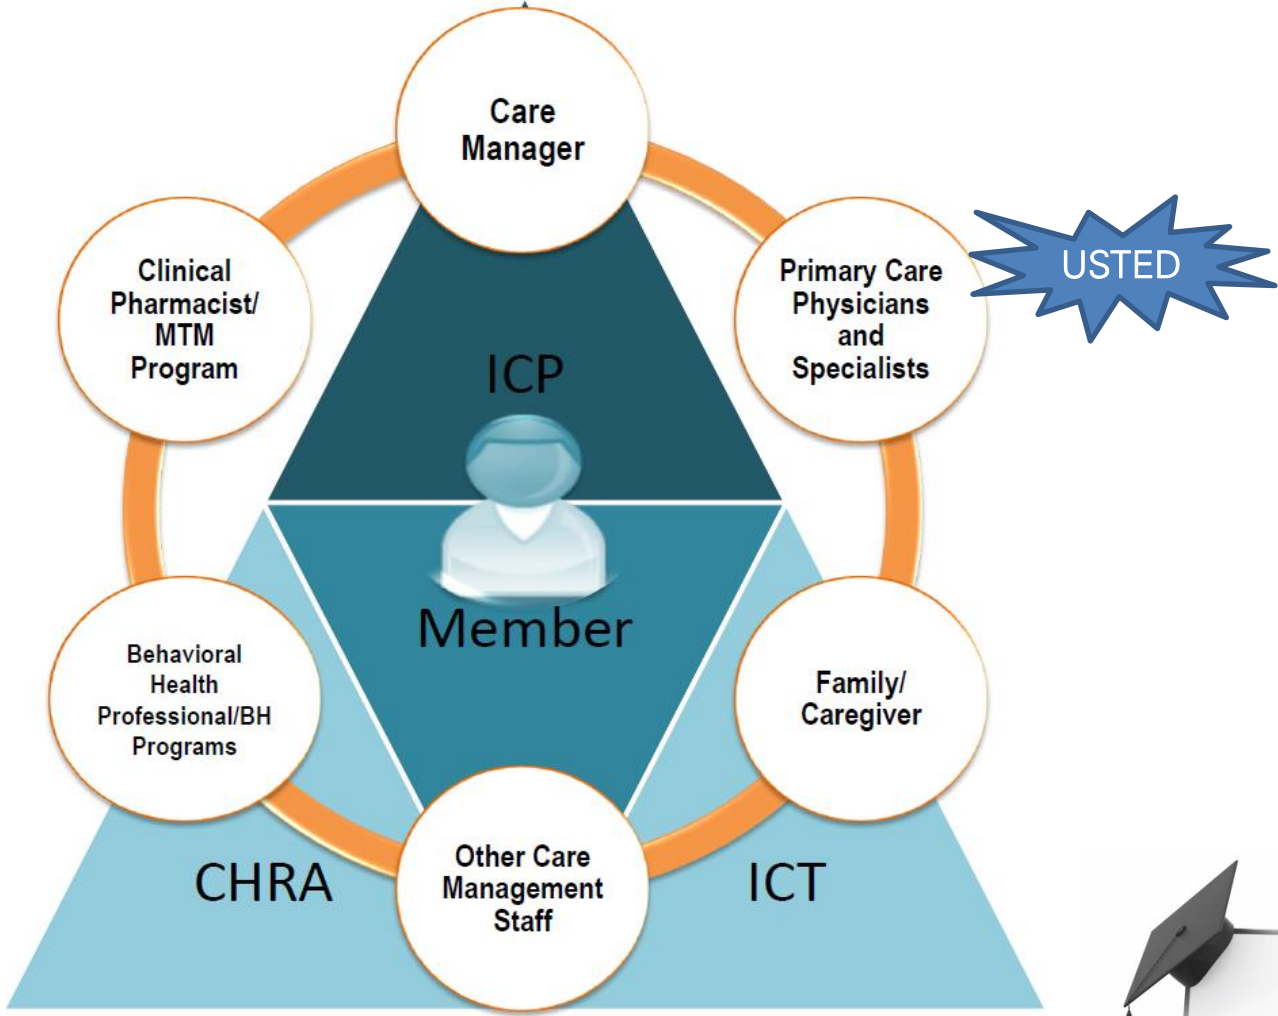 Care
Manager
Clinical
Pharmacist/
MTM
Program
Primary Care
Physicians
and
Specialists
USTED
ICP
Member
Behavioral
Health
Professional/BH
Programs
Family/
Caregiver
CHRA
Other Care
Management
Staff
ICT